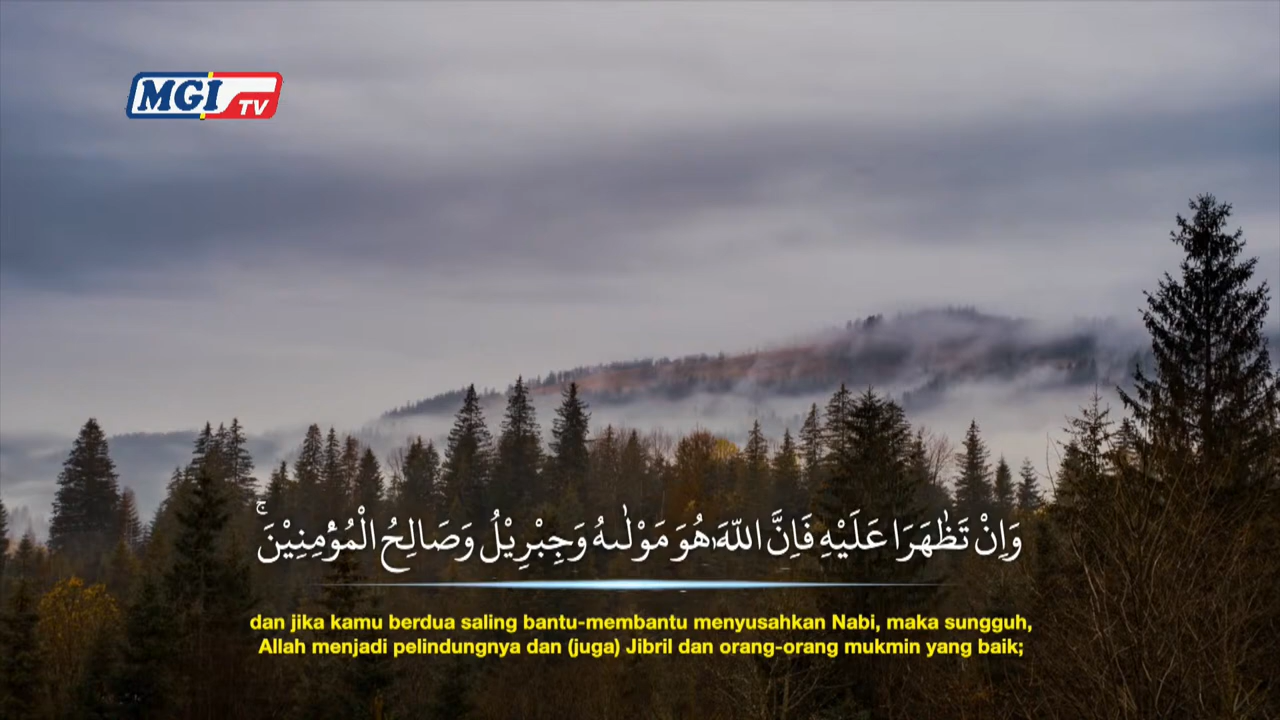 MGI TV
وَاِنْ تَظٰهَرَا عَلَيْهِ فَاِنَّ اللّٰهَ هُوَ مَوْلٰىهُ وَجِبْرِيْلُ وَصَالِحُ الْمُؤْمِنِيْنَۚ
dan jika kamu berdua saling bantu-membantu menyusahkan Nabi, maka sungguh,
Allah menjadi pelindungnya dan (juga) Jibril dan orang-orang mukmin yang baik;